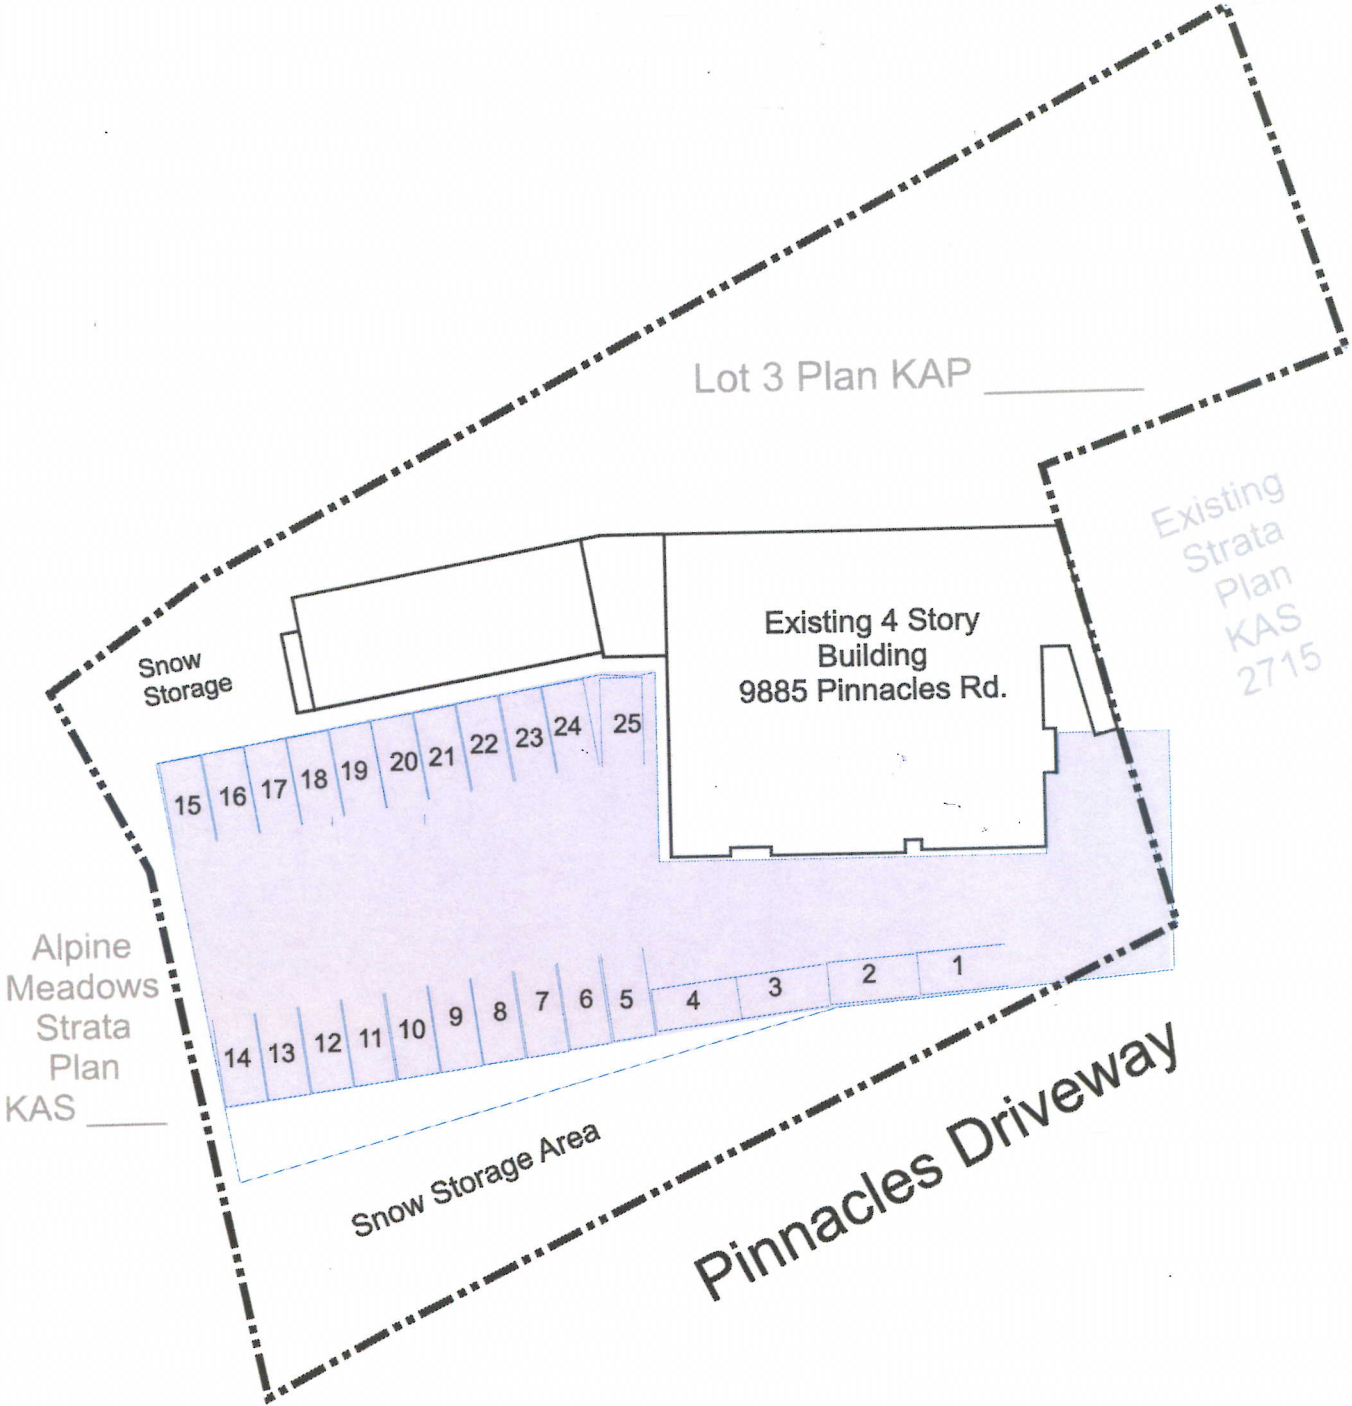 Lot 3 Plan KAP ________
Existing
Strata
Plan
KAS
2715
Existing 4 Story
Building
9885 Pinnacles Rd.
Snow
Storage
15 16 17 18 19 20 21 22 23 24 25
Alpine
Meadows
Strata
Plan
KAS ____
14 13 12 11 10 9 8 7 6 5 4 3 2 1
Snow Storage Area
Pinnacles Driveway